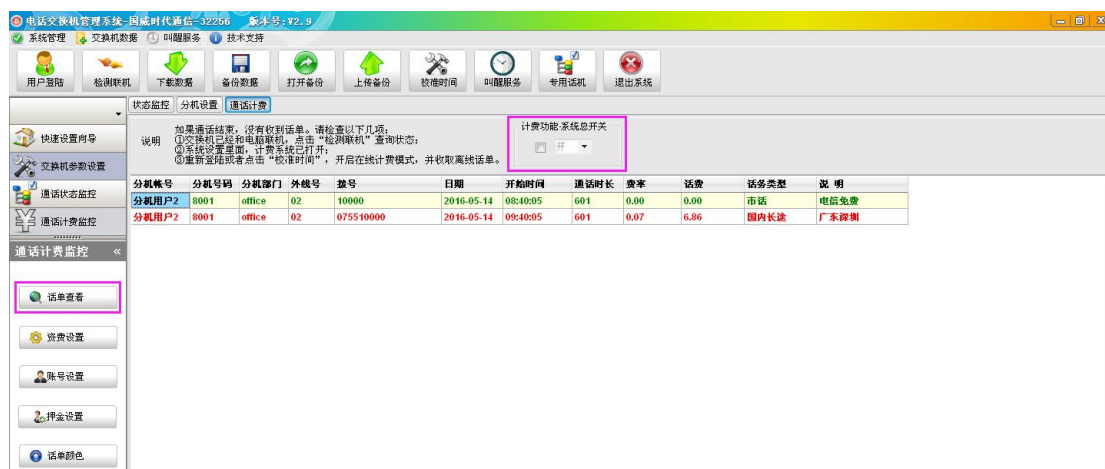 电话交换机管理系统-国威时代通信-32256 版本号:V2.9
系统管理 交换机数据 叫醒服务 技术支持
用户登陆 检测联机 下载数据 备份数据 打开备份 上传备份 校准时间 叫醒服务 专用话机 退出系统
状态监控 分机设置 通话计费
快速设置向导
交换机参数设置
通话状态监控
通话计费监控
通话计费监控 «
话单查看
资费设置
账号设置
押金设置
话单颜色
说明
如果通话结束，没有收到话单。请检查以下几项：
①交换机已经和电脑联机，点击“检测联机”查询状态；
②系统设置里面，计费系统已打开；
③重新登陆或者点击“校准时间”，开启在线计费模式，并收取离线话单。
计费功能-系统总开关
开
分机帐号 分机号码 分机部门 外线号 拨号 日期 开始时间 通话时长 费率 话费 话务类型 说 明
分机用户2 8001 office 02 10000 2016-05-14 08:40:05 601 0.00 0.00 市话 电信免费
分机用户2 8001 office 02 075510000 2016-05-14 09:40:05 601 0.07 6.86 国内长途 广东深圳